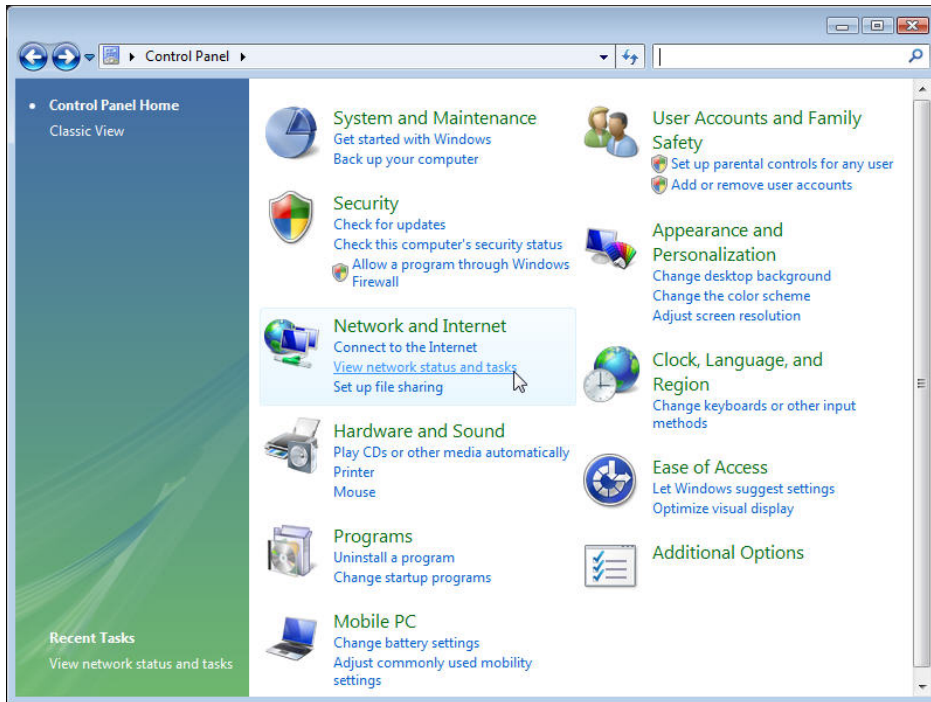 Control Panel
Control Panel Home
Classic View
Recent Tasks
View network status and tasks
System and Maintenance
Get started with Windows
Back up your computer
Security
Check for updates
Check this computer's security status
Allow a program through Windows
Firewall
Network and Internet
Connect to the Internet
View network status and tasks
Set up file sharing
Hardware and Sound
Play CDs or other media automatically
Printer
Mouse
Programs
Uninstall a program
Change startup programs
Mobile PC
Change battery settings
Adjust commonly used mobility
settings
User Accounts and Family
Safety
Set up parental controls for any user
Add or remove user accounts
Appearance and
Personalization
Change desktop background
Change the color scheme
Adjust screen resolution
Clock, Language, and
Region
Change keyboards or other input
methods
Ease of Access
Let Windows suggest settings
Optimize visual display
Additional Options